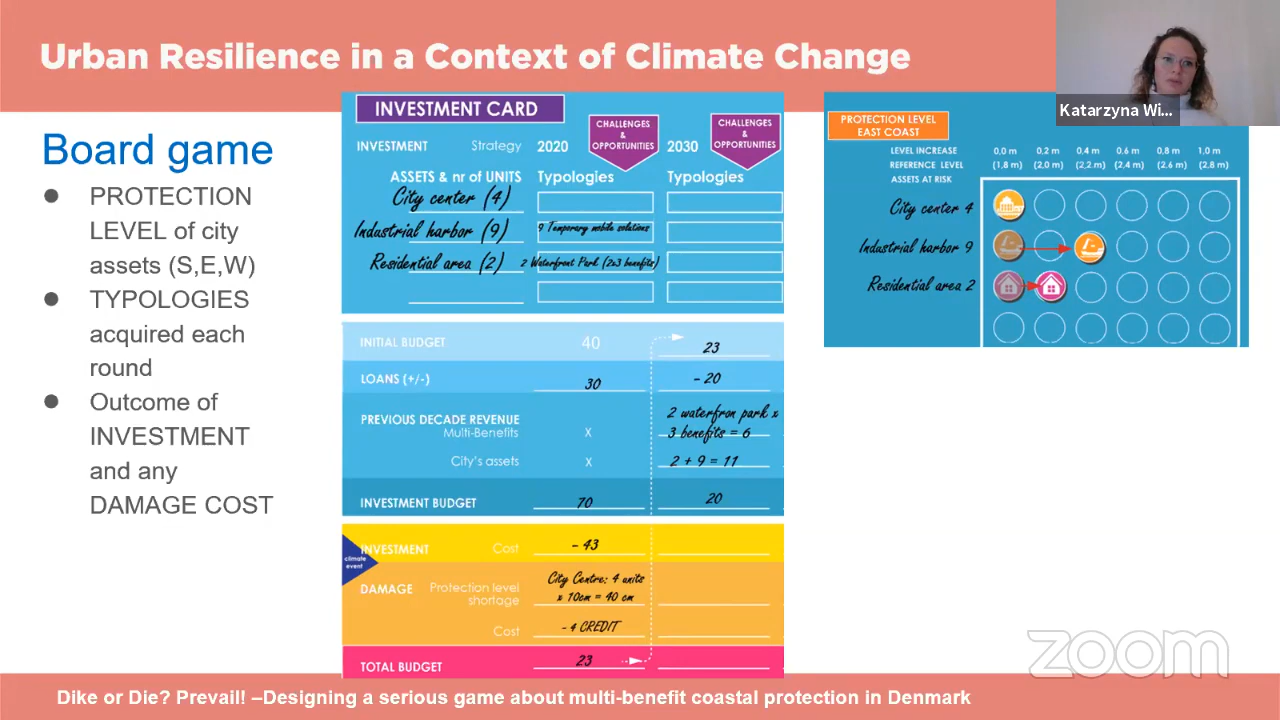 Urban Resilience in a Context of Climate Change
Katarzyna Wi...
Board game
● PROTECTION
LEVEL of city
assets (S,E,W)
● TYPOLOGIES
acquired each
round
● Outcome of
INVESTMENT
and any
DAMAGE COST
INVESTMENT CARD
CHALLENGES
&
OPPORTUNITIES
CHALLENGES
&
OPPORTUNITIES
INVESTMENT Strategy 2020 2030
ASSETS & nr of UNITS Typologies Typologies
City center (4)
Industrial harbor (9) 9 Temporary mobile solutions
Residential area (2) 2 Waterfront Park (2x3 benefits)
INITIAL BUDGET 40 23
LOANS (+/-) 30 - 20
PREVIOUS DECADE REVENUE 2 waterfron park x
Multi-Benefits X 3 benefits = 6
City's assets X 2 + 9 = 11
INVESTMENT BUDGET 70 20
climate
event
INVESTMENT Cost - 43
DAMAGE Protection level
shortage
City Centre: 4 units
x 10cm = 40 cm
Cost - 4 CREDIT
TOTAL BUDGET 23
PROTECTION LEVEL
EAST COAST
LEVEL INCREASE 0,0 m 0,2 m 0,4 m 0,6 m 0,8 m 1,0 m
REFERENCE LEVEL (1,8 m) (2,0 m) (2,2 m) (2,4 m) (2,6 m) (2,8 m)
ASSETS AT RISK
City center 4
Industrial harbor 9
Residential area 2
zoom
Dike or Die? Prevail! –Designing a serious game about multi-benefit coastal protection in Denmark